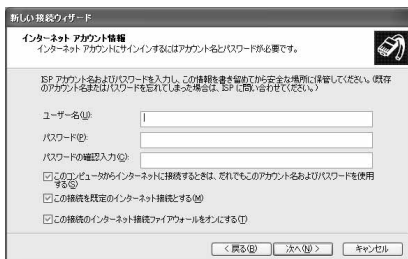 新しい接続ウィザード
インターネット アカウント情報
インターネット アカウントにサインインするにはアカウント名とパスワードが必要です。
ISP アカウント名およびパスワードを入力し、この情報を書き留めてから安全な場所に保管してください。(既存
のアカウント名またはパスワードを忘れてしまった場合は、ISP に問い合わせてください。)
ユーザー名(U):
パスワード(P):
パスワードの確認入力(C):
このコンピュータからインターネットに接続するときは、だれでもこのアカウント名およびパスワードを使用
する(S)
この接続を既定のインターネット接続とする(M)
この接続のインターネット接続ファイアウォールをオンにする(T)
< 戻る(B)
次へ(N) >
キャンセル